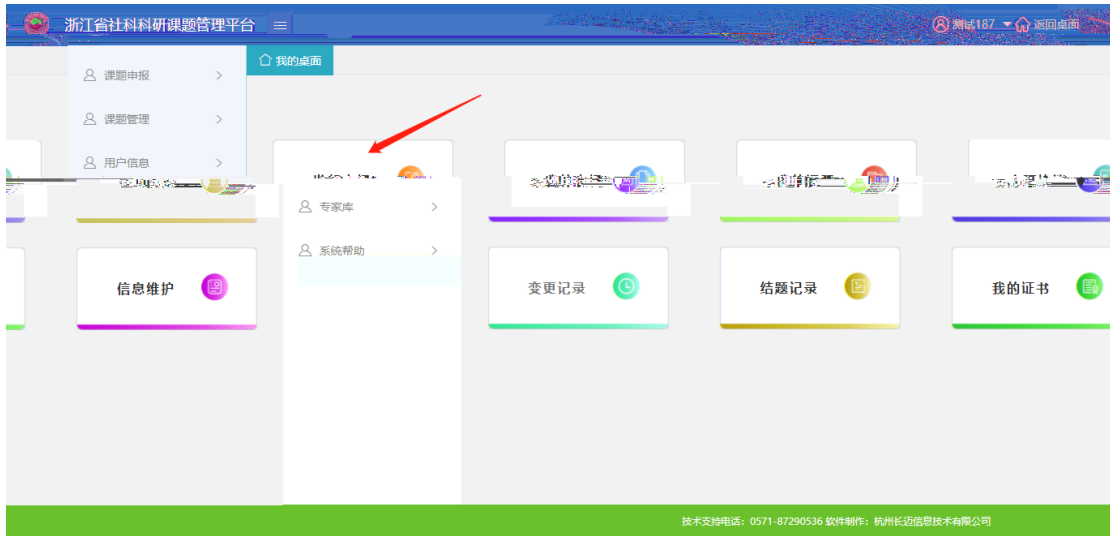 浙江省社科科研课题管理平台
测试187
返回桌面
课题申报
我的桌面
课题管理
用户信息
专家库
系统帮助
信息维护
变更记录
结题记录
我的证书
技术支持电话：0571-87290536 软件制作：杭州长迈信息技术有限公司